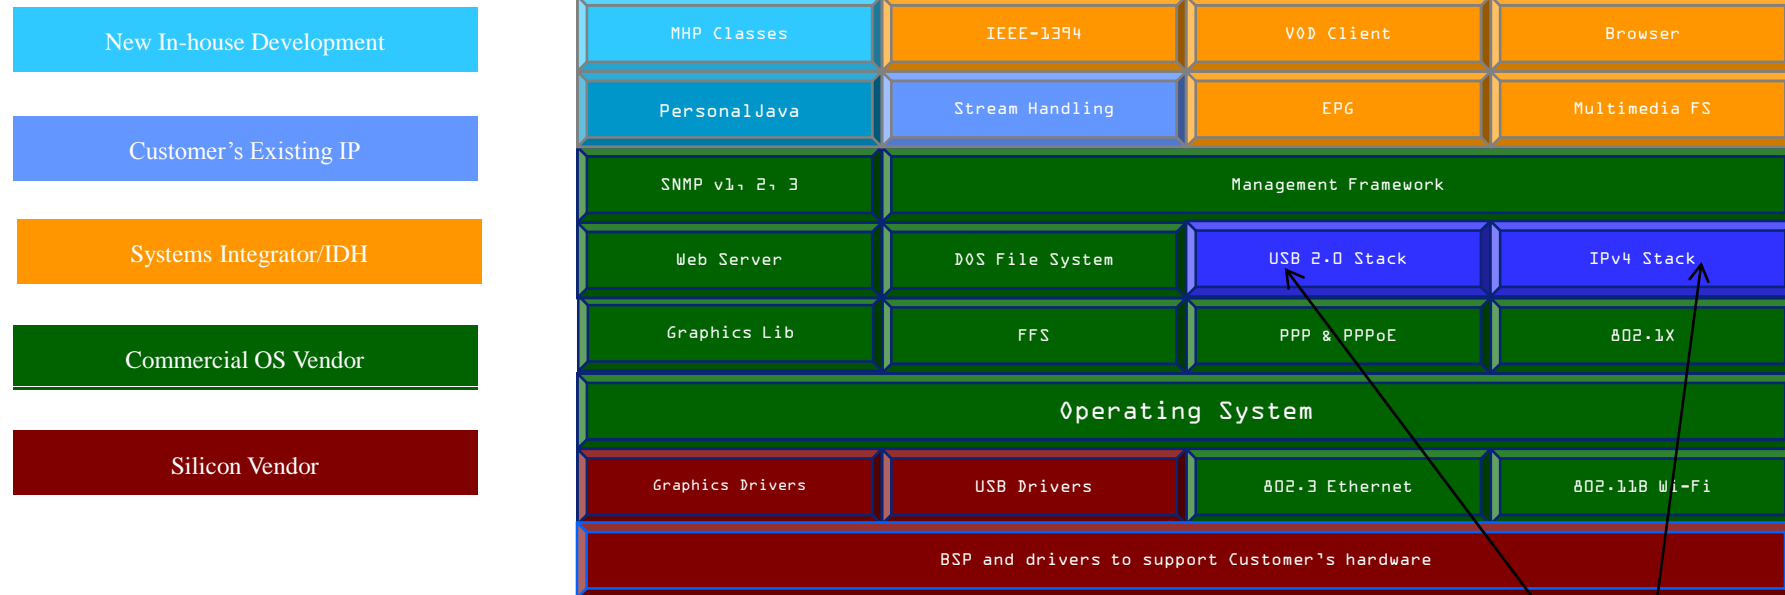 New In-house Development
Customer’s Existing IP
Systems Integrator/IDH
Commercial OS Vendor
Silicon Vendor
MHP Classes
IEEE-1394
VOD Client
Browser
PersonalJava
Stream Handling
EPG
Multimedia FS
SNMP v1, 2, 3
Management Framework
Web Server
DOS File System
USB 2.0 Stack
IPv4 Stack
Graphics Lib
FFS
PPP & PPPoE
802.1X
Operating System
Graphics Drivers
USB Drivers
802.3 Ethernet
802.11B Wi-Fi
BSP and drivers to support Customer’s hardware